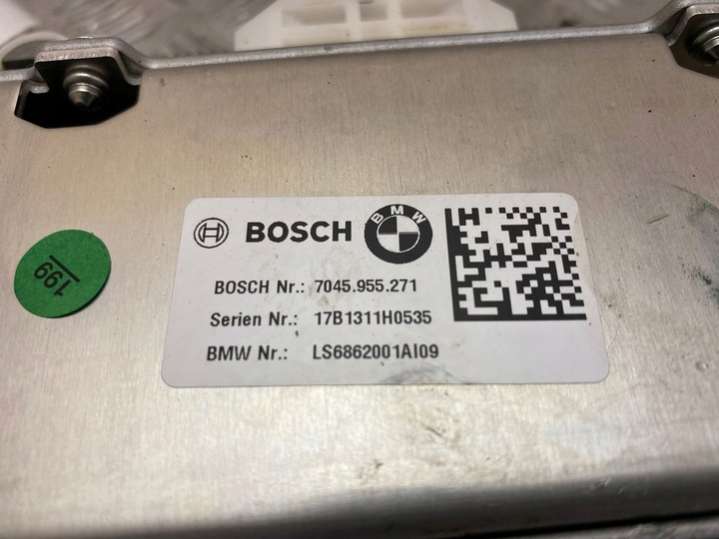 BOSCH
BMW
BOSCH Nr.: 7045.955.271
Serien Nr.: 17B1311H0535
BMW Nr.: LS6862001AI09
199